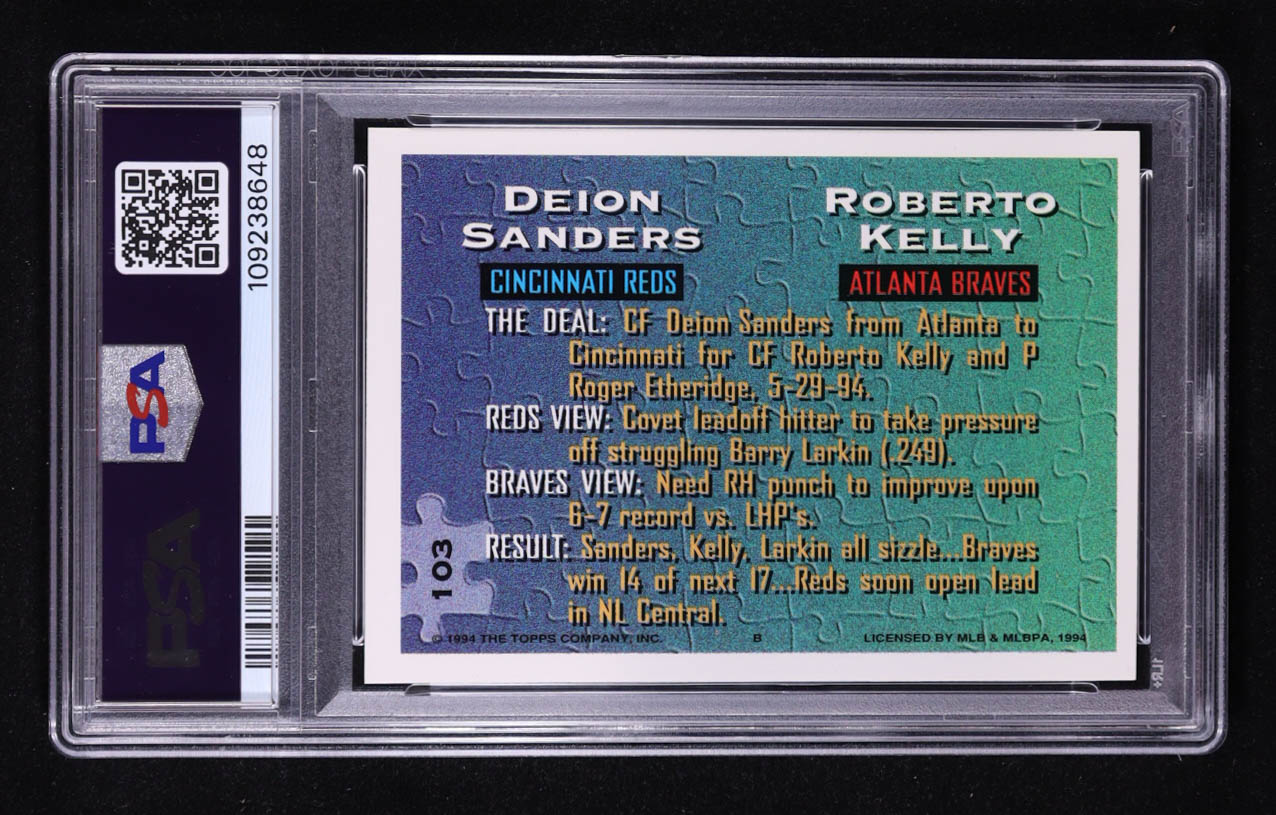 109238648
PSA
PSA
DEION
SANDERS
CINCINNATI REDS
ROBERTO
KELLY
ATLANTA BRAVES
THE DEAL: CF Deion Sanders from Atlanta to
Cincinnati for CF Roberto Kelly and P
Roger Etheridge, 5-29-94.
REDS VIEW: Covet leadoff hitter to take pressure
off struggling Barry Larkin (.249).
BRAVES VIEW: Need RH punch to improve upon
6-7 record vs. LHP's.
RESULT: Sanders, Kelly, Larkin all sizzle...Braves
win 14 of next 17...Reds soon open lead
in NL Central.
103
© 1994 THE TOPPS COMPANY, INC. B LICENSED BY MLB & MLBPA, 1994